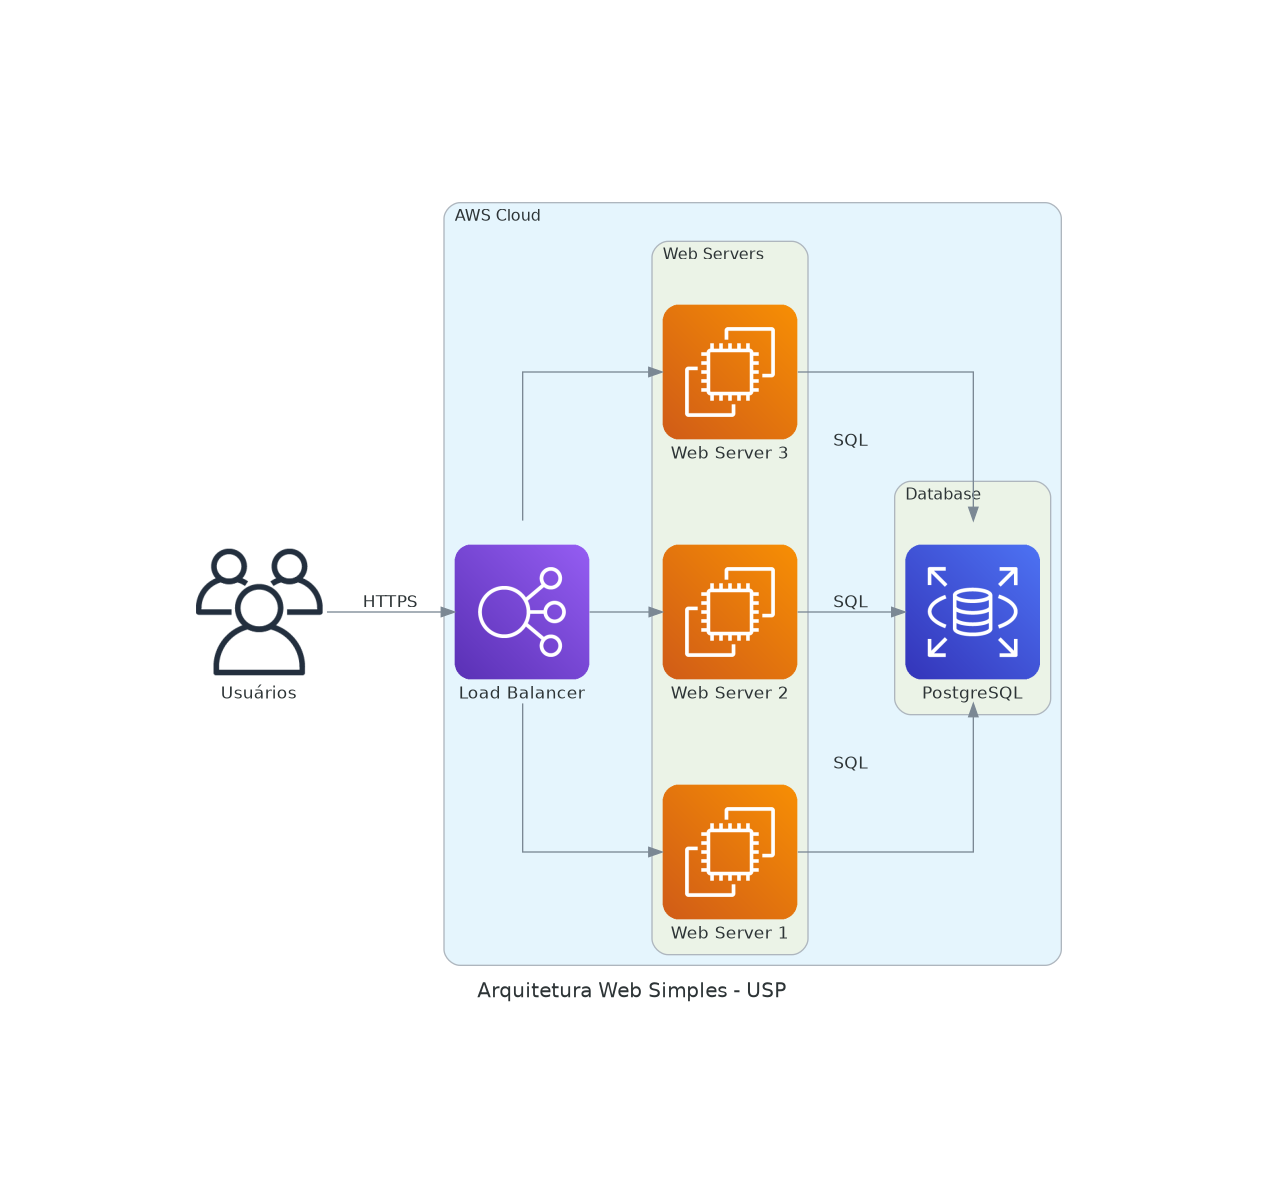 AWS Cloud
Web Servers
Web Server 3
SQL
Database
HTTPS
SQL
Usuários
Load Balancer
Web Server 2
PostgreSQL
SQL
Web Server 1
Arquitetura Web Simples - USP